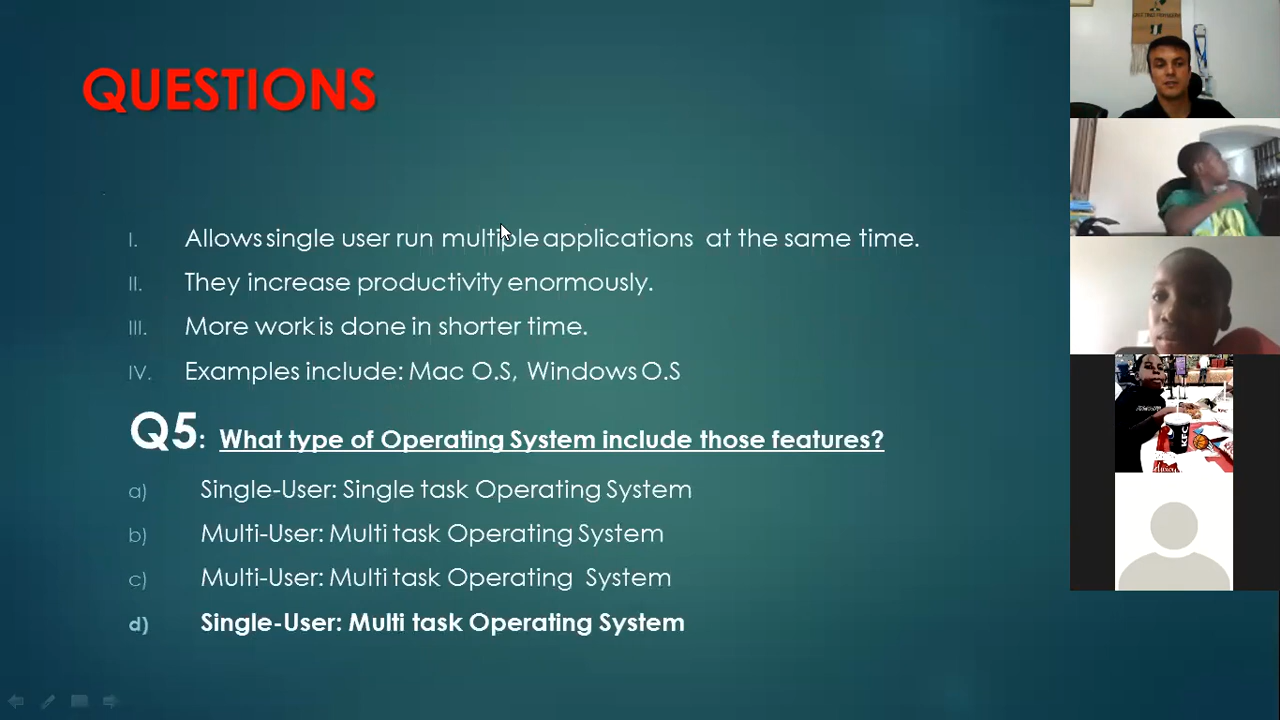 QUESTIONS
I. Allows single user run multiple applications at the same time.
II. They increase productivity enormously.
III. More work is done in shorter time.
IV. Examples include: Mac O.S, Windows O.S
Q5: What type of Operating System include those features?
a) Single-User: Single task Operating System
b) Multi-User: Multi task Operating System
c) Multi-User: Multi task Operating System
d) Single-User: Multi task Operating System
KFC